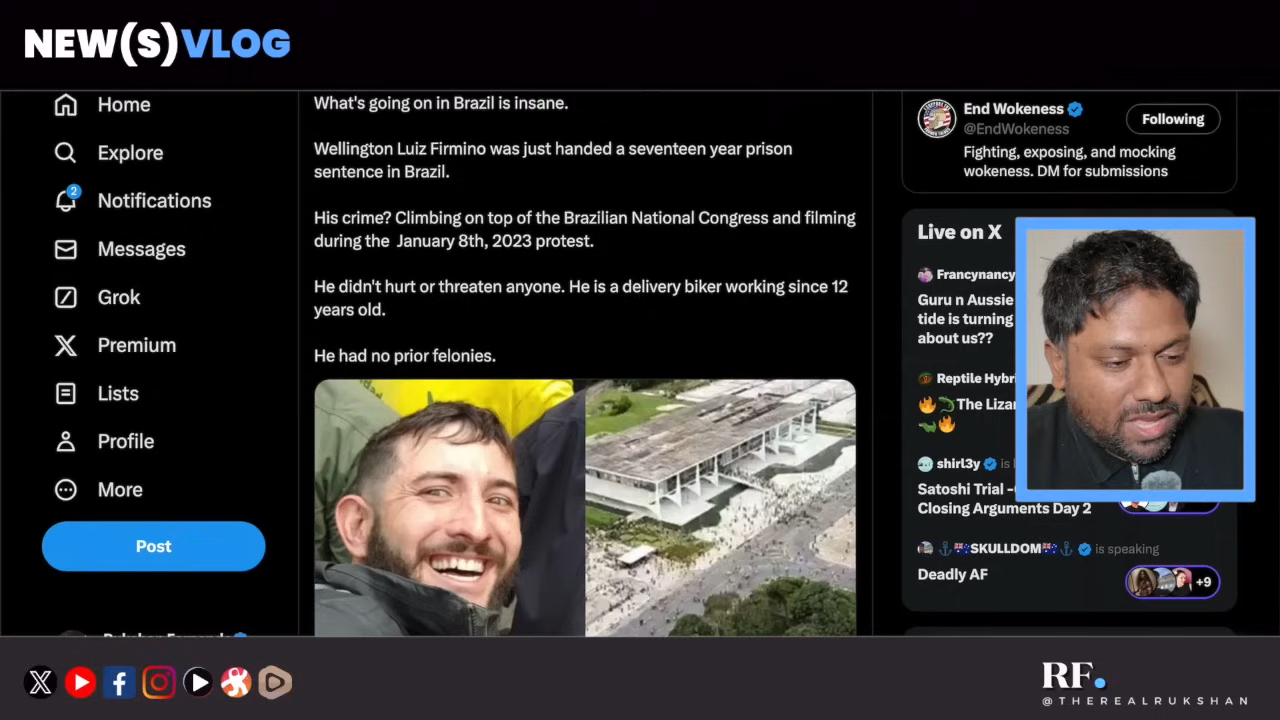 NEW(S)VLOG
Home
Explore
2
Notifications
Messages
Grok
Premium
Lists
Profile
More
Post
What's going on in Brazil is insane.
Wellington Luiz Firmino was just handed a seventeen year prison
sentence in Brazil.
His crime? Climbing on top of the Brazilian National Congress and filming
during the January 8th, 2023 protest.
He didn't hurt or threaten anyone. He is a delivery biker working since 12
years old.
He had no prior felonies.
End Wokeness
@EndWokeness
Following
Fighting, exposing, and mocking
wokeness. DM for submissions
Live on X
Francynancy
Guru n Aussie
tide is turning
about us??
Reptile Hybri
The Liza
shirl3y is
Satoshi Trial -
Closing Arguments Day 2
SKULLDOM is speaking
Deadly AF
+9
RF.
@THEREALRUKSHAN